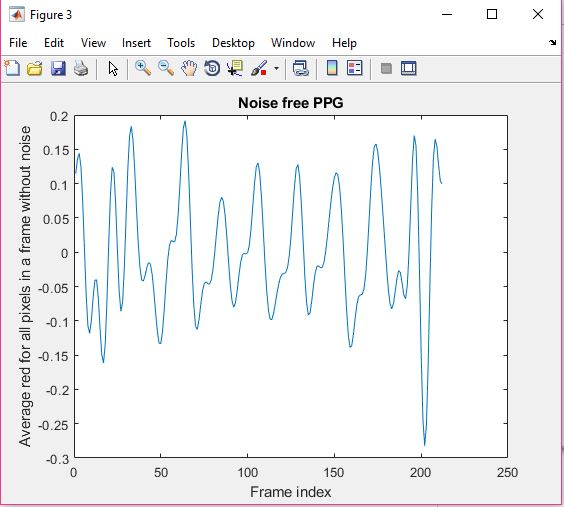 Figure 3
File Edit View Insert Tools Desktop Window Help
Noise free PPG
Average red for all pixels in a frame without noise
0.2
0.15
0.1
0.05
0
-0.05
-0.1
-0.15
-0.2
-0.25
-0.3
0 50 100 150 200 250
Frame index